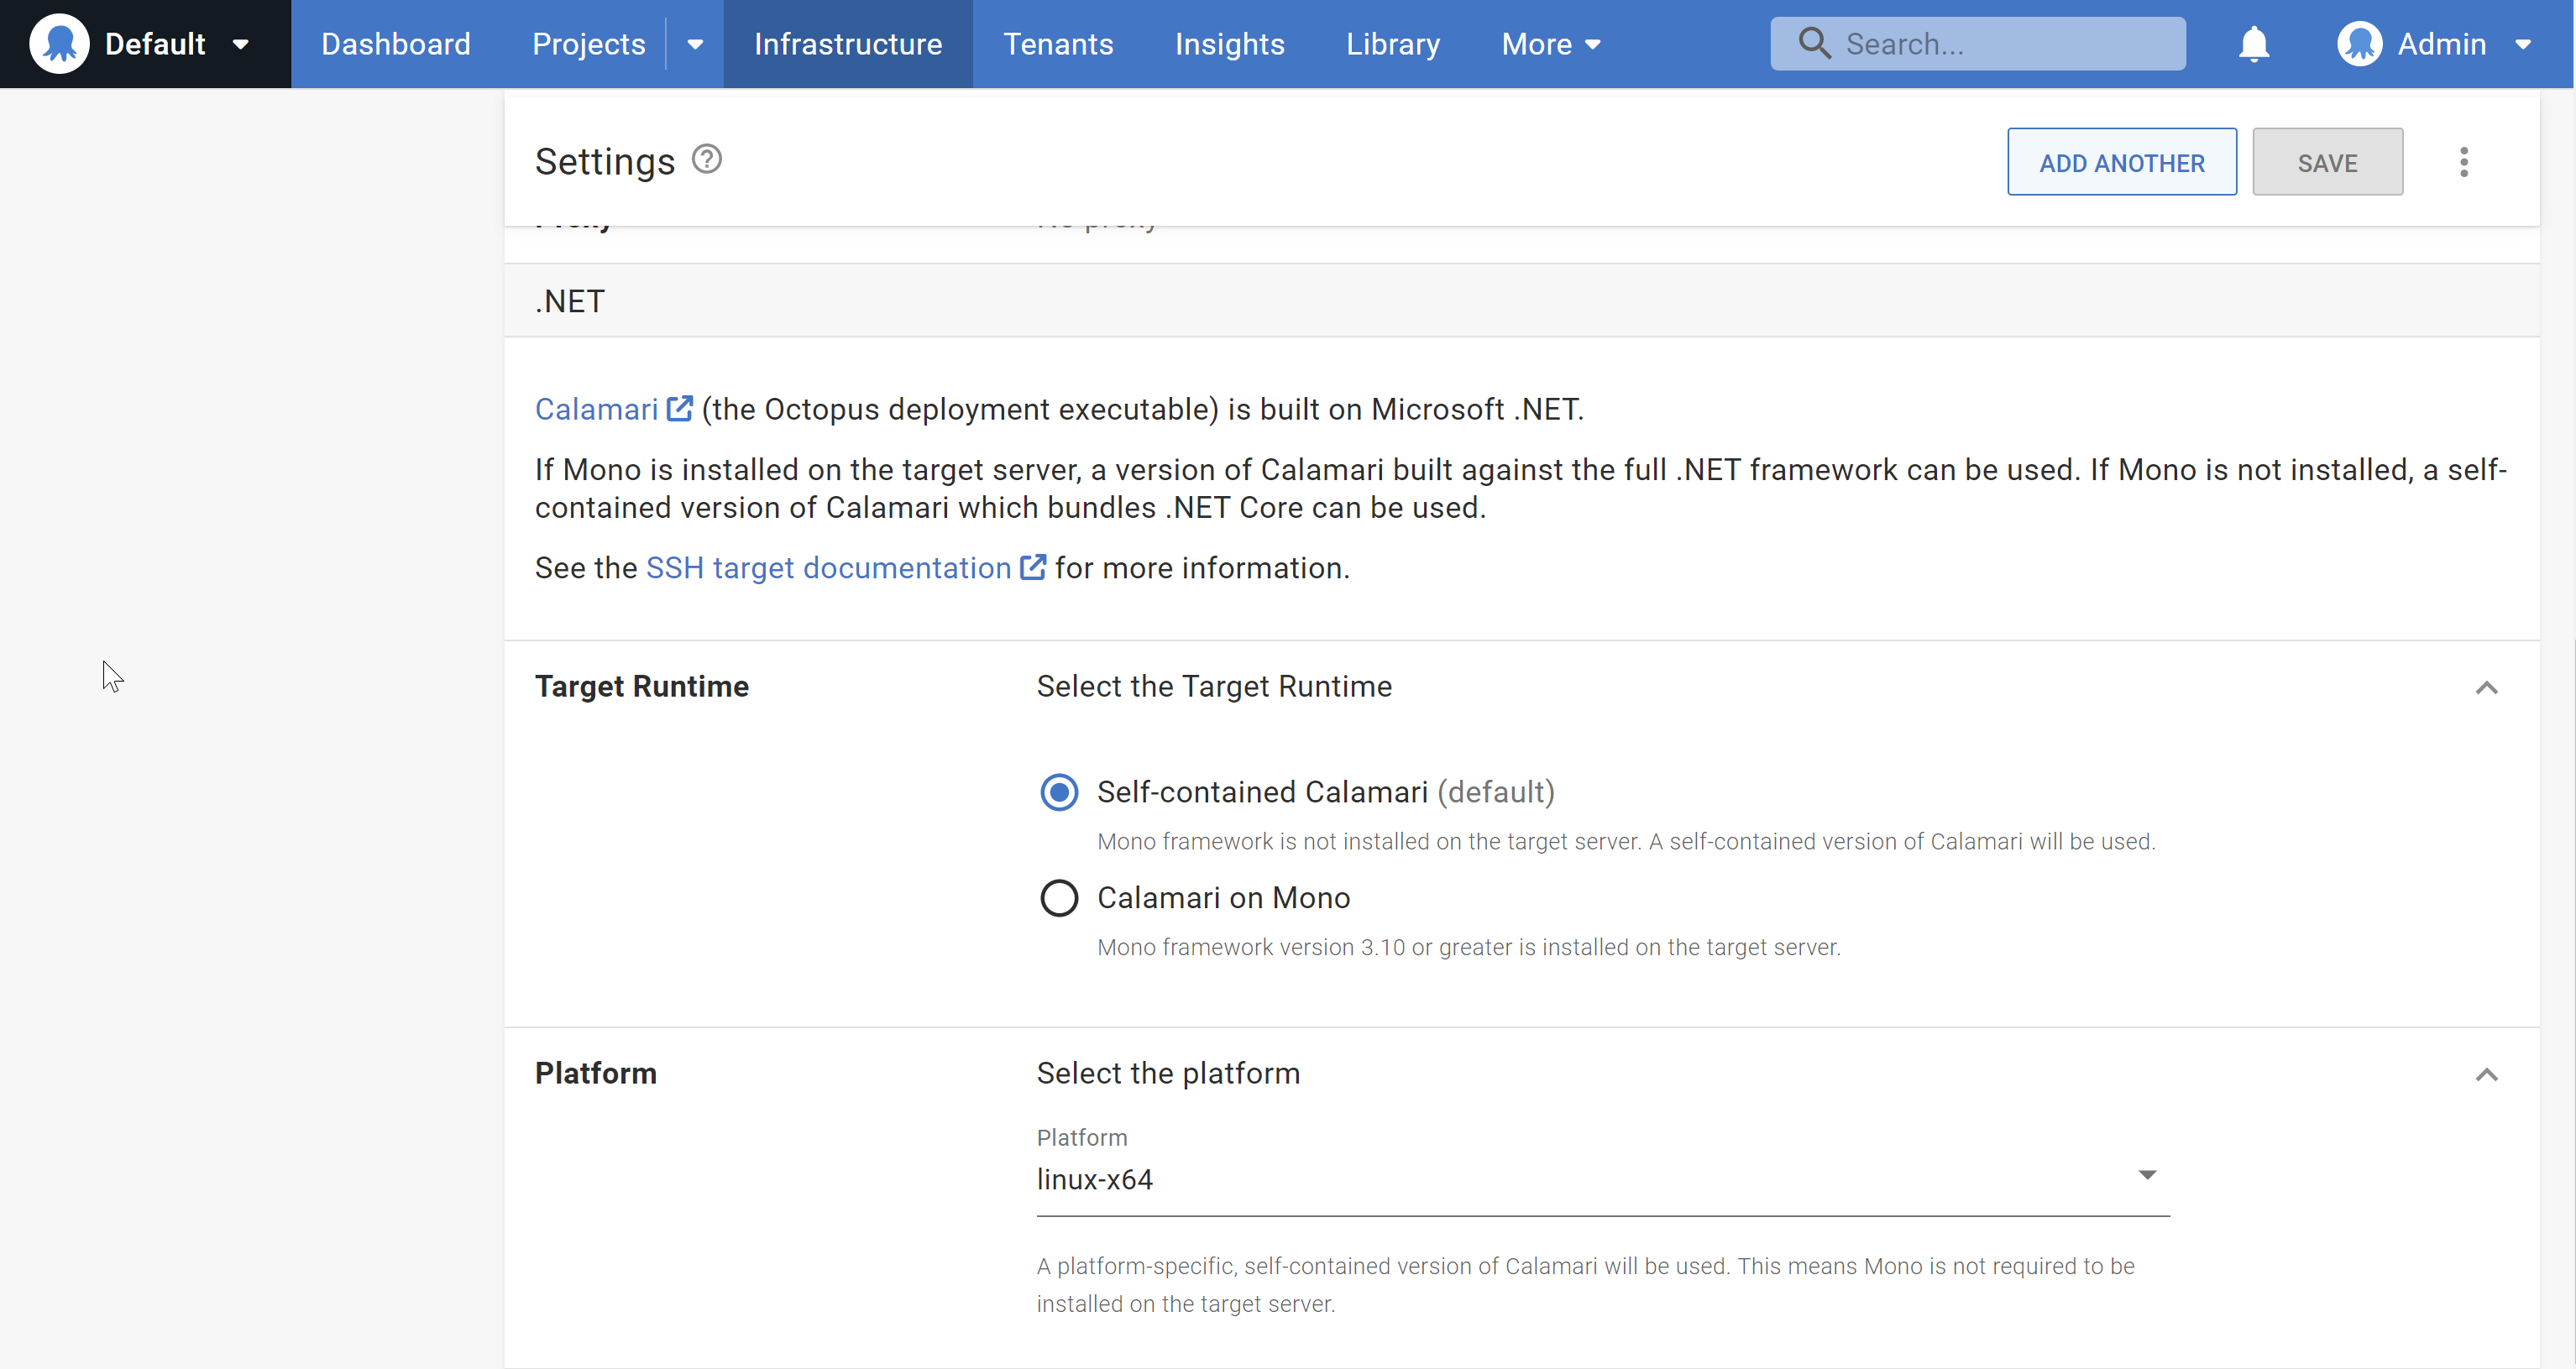 Default Dashboard Projects Infrastructure Tenants Insights Library More Search... Admin
Settings ADD ANOTHER SAVE
Proxy No proxy
.NET
Calamari (the Octopus deployment executable) is built on Microsoft .NET.
If Mono is installed on the target server, a version of Calamari built against the full .NET framework can be used. If Mono is not installed, a self-
contained version of Calamari which bundles .NET Core can be used.
See the SSH target documentation for more information.
Target Runtime Select the Target Runtime
Self-contained Calamari (default)
Mono framework is not installed on the target server. A self-contained version of Calamari will be used.
Calamari on Mono
Mono framework version 3.10 or greater is installed on the target server.
Platform Select the platform
Platform
linux-x64
A platform-specific, self-contained version of Calamari will be used. This means Mono is not required to be
installed on the target server.